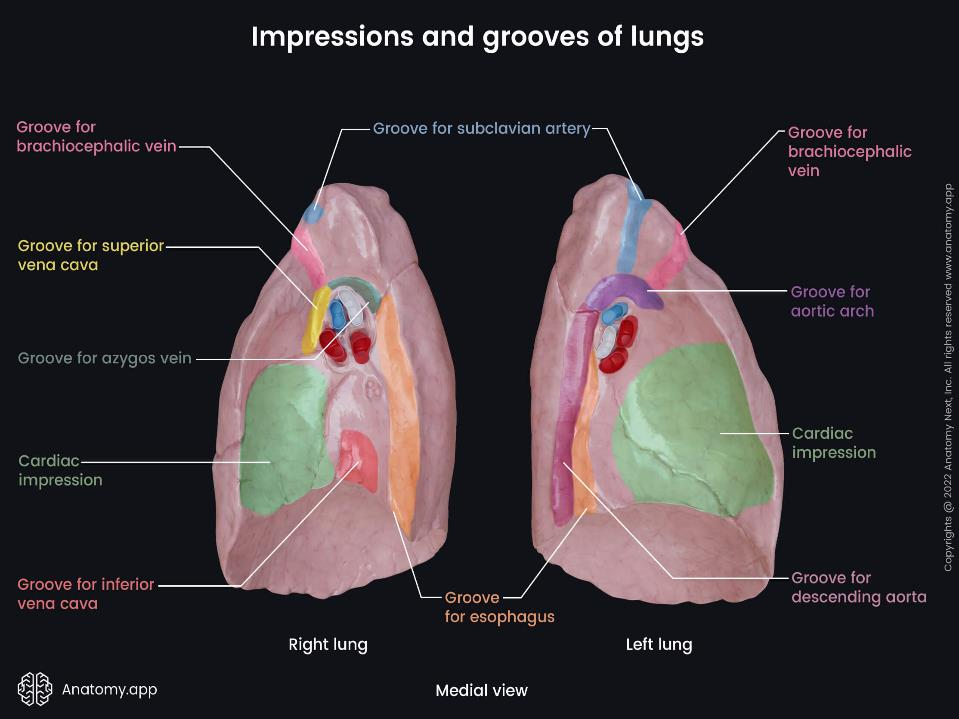 Impressions and grooves of lungs
Groove for
brachiocephalic vein
Groove for subclavian artery
Groove for
brachiocephalic
vein
Groove for superior
vena cava
Groove for
aortic arch
Groove for azygos vein
Cardiac
impression
Cardiac
impression
Groove for inferior
vena cava
Groove
for esophagus
Groove for
descending aorta
Right lung
Left lung
Medial view
Anatomy.app
Copyrights @ 2022 Anatomy Next, Inc. All rights reserved www.anatomy.app